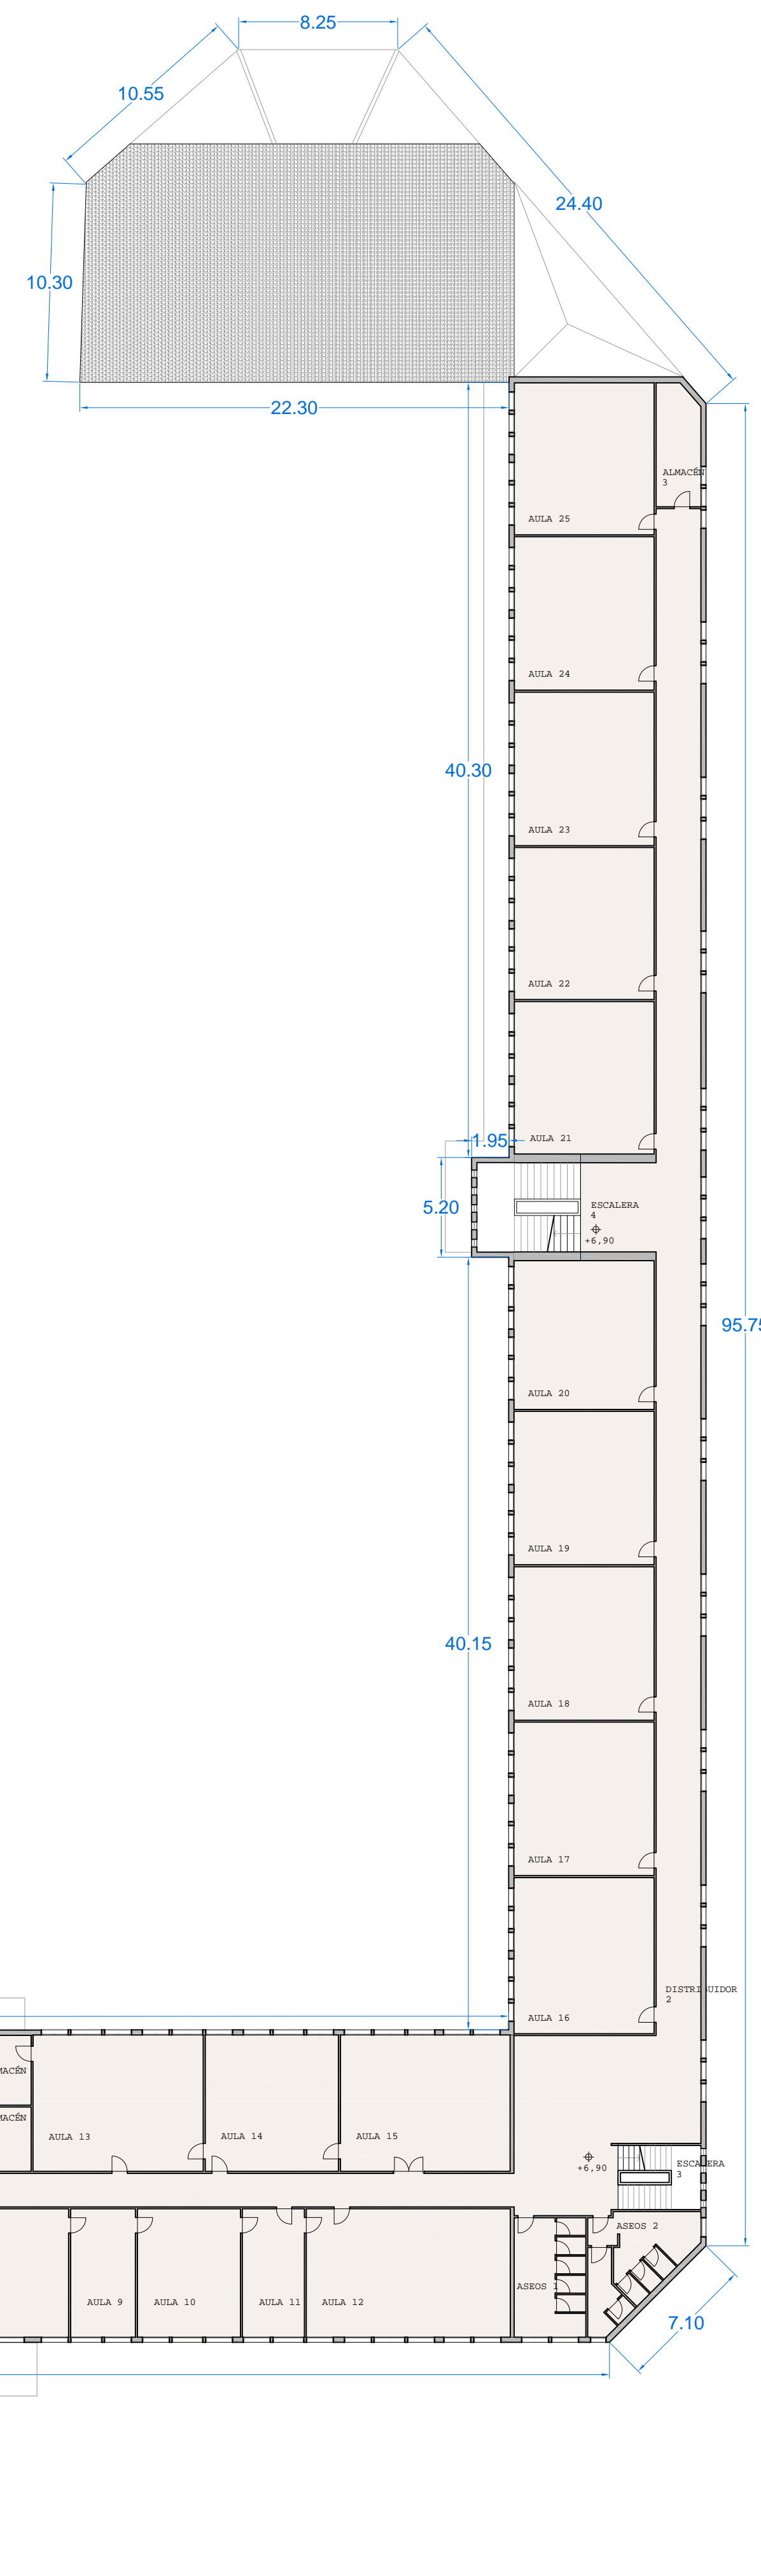 8.25
10.55
24.40
10.30
22.30
ALMACÉN
3
AULA 25
AULA 24
40.30
AULA 23
AULA 22
1.95
AULA 21
5.20
ESCALERA
4
+6,90
95.75
AULA 20
AULA 19
40.15
AULA 18
AULA 17
DISTRIBUIDOR
2
AULA 16
MACÉN
MACÉN
AULA 13
AULA 14
AULA 15
+6,90
ESCALERA
3
ASEOS 2
ASEOS 1
AULA 9
AULA 10
AULA 11
AULA 12
7.10